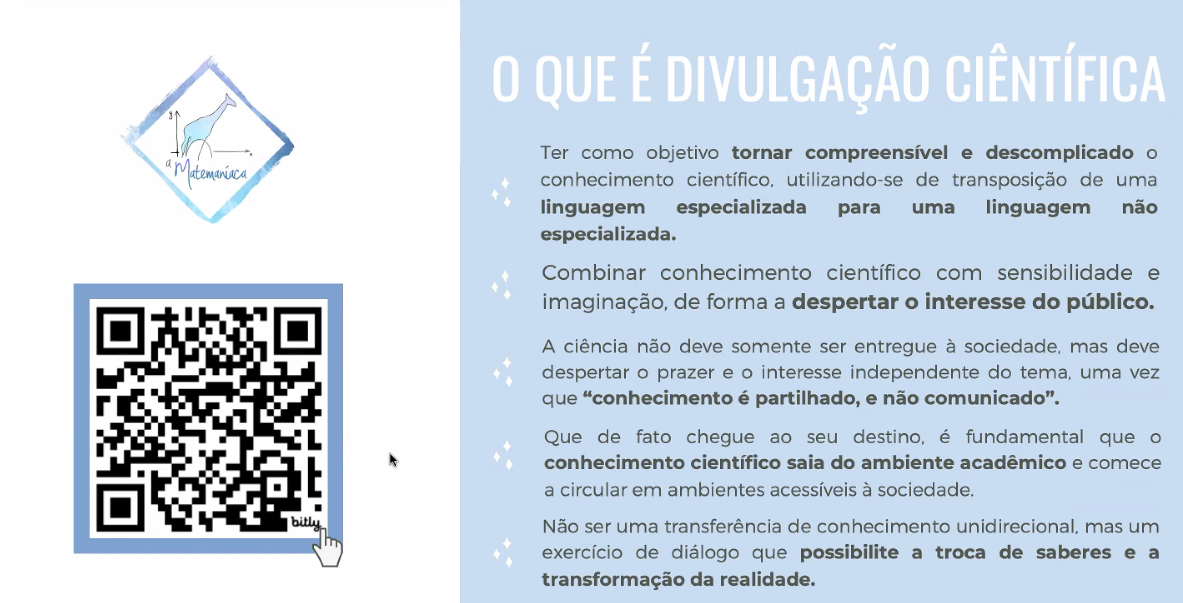 y
x
a Matemaníaca
bitly
O QUE É DIVULGAÇÃO CIÊNTÍFICA
Ter como objetivo tornar compreensível e descomplicado o
conhecimento científico, utilizando-se de transposição de uma
linguagem especializada para uma linguagem não
especializada.
Combinar conhecimento científico com sensibilidade e
imaginação, de forma a despertar o interesse do público.
A ciência não deve somente ser entregue à sociedade, mas deve
despertar o prazer e o interesse independente do tema, uma vez
que “conhecimento é partilhado, e não comunicado”.
Que de fato chegue ao seu destino, é fundamental que o
conhecimento científico saia do ambiente acadêmico e comece
a circular em ambientes acessíveis à sociedade.
Não ser uma transferência de conhecimento unidirecional, mas um
exercício de diálogo que possibilite a troca de saberes e a
transformação da realidade.